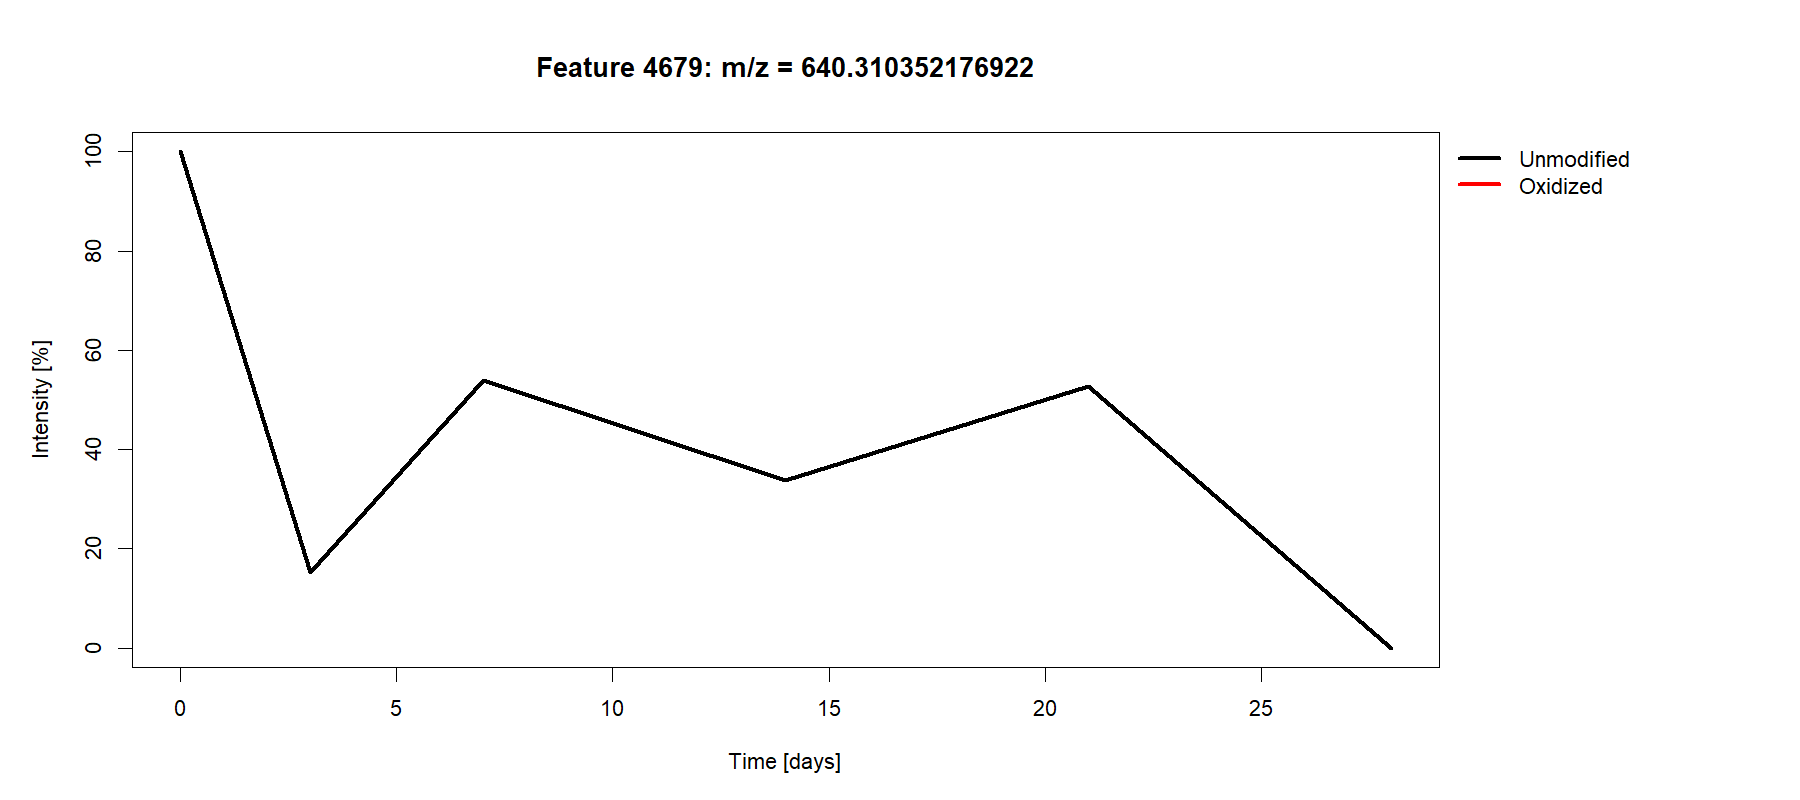 Feature 4679: m/z = 640.310352176922
Unmodified
Oxidized
Intensity [%]
100
80
60
40
20
0
0 5 10 15 20 25
Time [days]